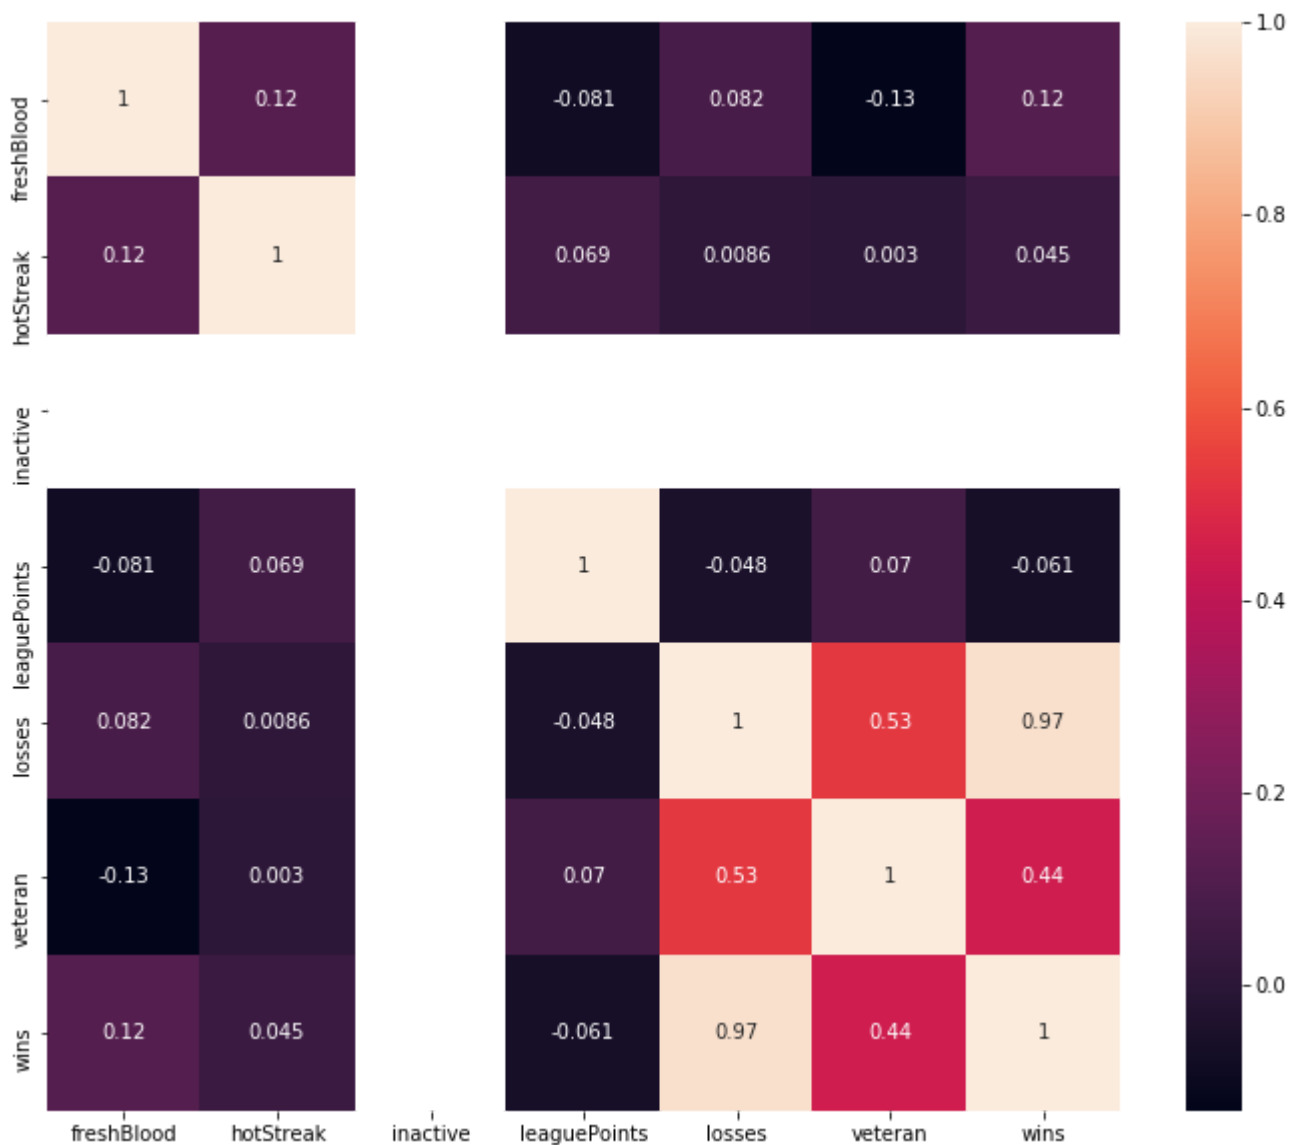 freshBlood 1 0.12 -0.081 0.082 -0.13 0.12
hotStreak 0.12 1 0.069 0.0086 0.003 0.045
inactive
leaguePoints -0.081 0.069 1 -0.048 0.07 -0.061
losses 0.082 0.0086 -0.048 1 0.53 0.97
veteran -0.13 0.003 0.07 0.53 1 0.44
wins 0.12 0.045 -0.061 0.97 0.44 1
freshBlood hotStreak inactive leaguePoints losses veteran wins
1.0
0.8
0.6
0.4
0.2
0.0